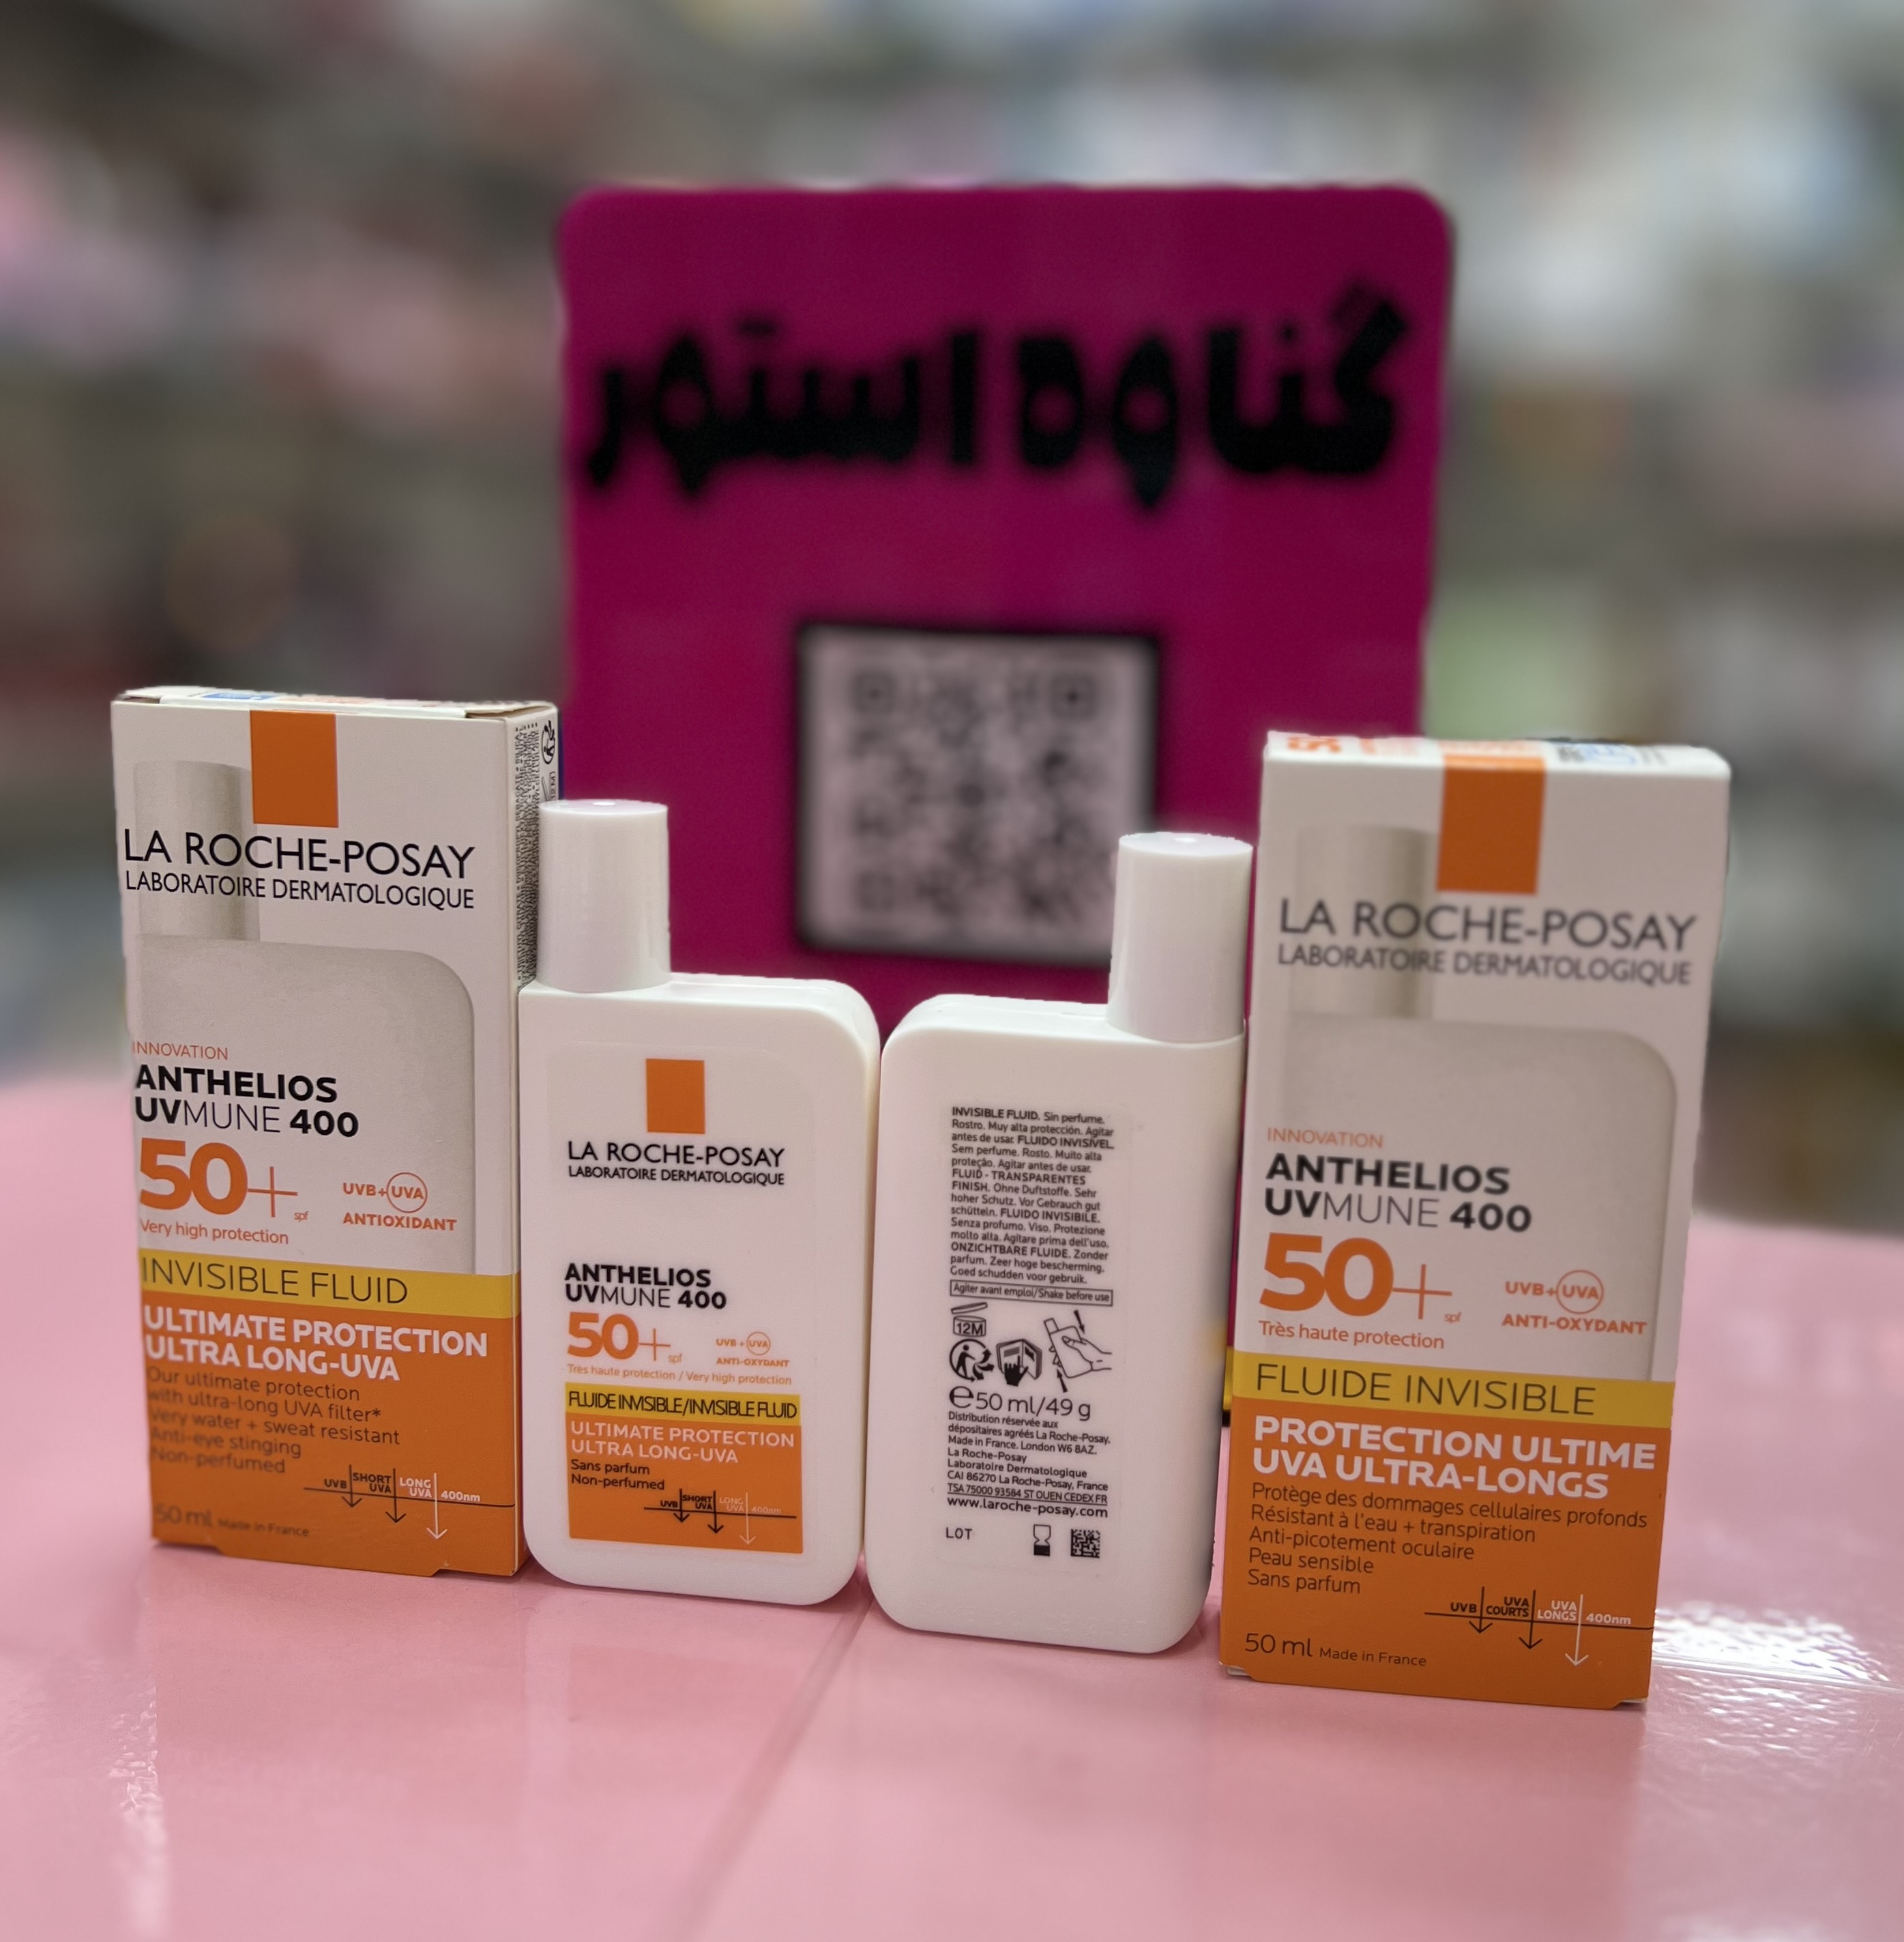 گناوه استور
LA ROCHE-POSAY
LABORATOIRE DERMATOLOGIQUE
INNOVATION
ANTHELIOS
UVMUNE 400
50+ spf
UVB+UVA
ANTIOXIDANT
Very high protection
INVISIBLE FLUID
ULTIMATE PROTECTION
ULTRA LONG-UVA
Our ultimate protection
with ultra-long UVA filter*
Very water + sweat resistant
Anti-eye stinging
Non-perfumed
UVB SHORT UVA LONG UVA 400nm
50 ml Made in France
LA ROCHE-POSAY
LABORATOIRE DERMATOLOGIQUE
ANTHELIOS
UVMUNE 400
50+ spf
UVB+UVA
ANTI-OXYDANT
Très haute protection / Very high protection
FLUIDE INVISIBLE/INVISIBLE FLUID
ULTIMATE PROTECTION
ULTRA LONG-UVA
Sans parfum
Non-perfumed
UVB SHORT UVA LONG UVA 400nm
INVISIBLE FLUID. Sin perfume.
Rostro. Muy alta protección. Agitar
antes de usar. FLUIDO INVISÍVEL.
Sem perfume. Rosto. Muito alta
proteção. Agitar antes de usar.
FLUID - TRANSPARENTES
FINISH. Ohne Duftstoffe. Sehr
hoher Schutz. Vor Gebrauch gut
schütteln. FLUIDO INVISIBILE.
Senza profumo. Viso. Protezione
molto alta. Agitare prima dell'uso.
ONZICHTBARE FLUIDE. Zonder
parfum. Zeer hoge bescherming.
Goed schudden voor gebruik.
Agiter avant emploi/Shake before use
12M
e50 ml/49 g
Distribution réservée aux
dépositaires agréés La Roche-Posay.
Made in France. London W6 8AZ.
La Roche-Posay
Laboratoire Dermatologique
CAI 86270 La Roche-Posay, France
TSA 75000 93584 ST OUEN CEDEX FR
www.laroche-posay.com
LOT
LA ROCHE-POSAY
LABORATOIRE DERMATOLOGIQUE
INNOVATION
ANTHELIOS
UVMUNE 400
50+ spf
UVB+UVA
ANTI-OXYDANT
Très haute protection
FLUIDE INVISIBLE
PROTECTION ULTIME
UVA ULTRA-LONGS
Protège des dommages cellulaires profonds
Résistant à l'eau + transpiration
Anti-picotement oculaire
Peau sensible
Sans parfum
UVB UVA COURTS UVA LONGS 400nm
50 ml Made in France